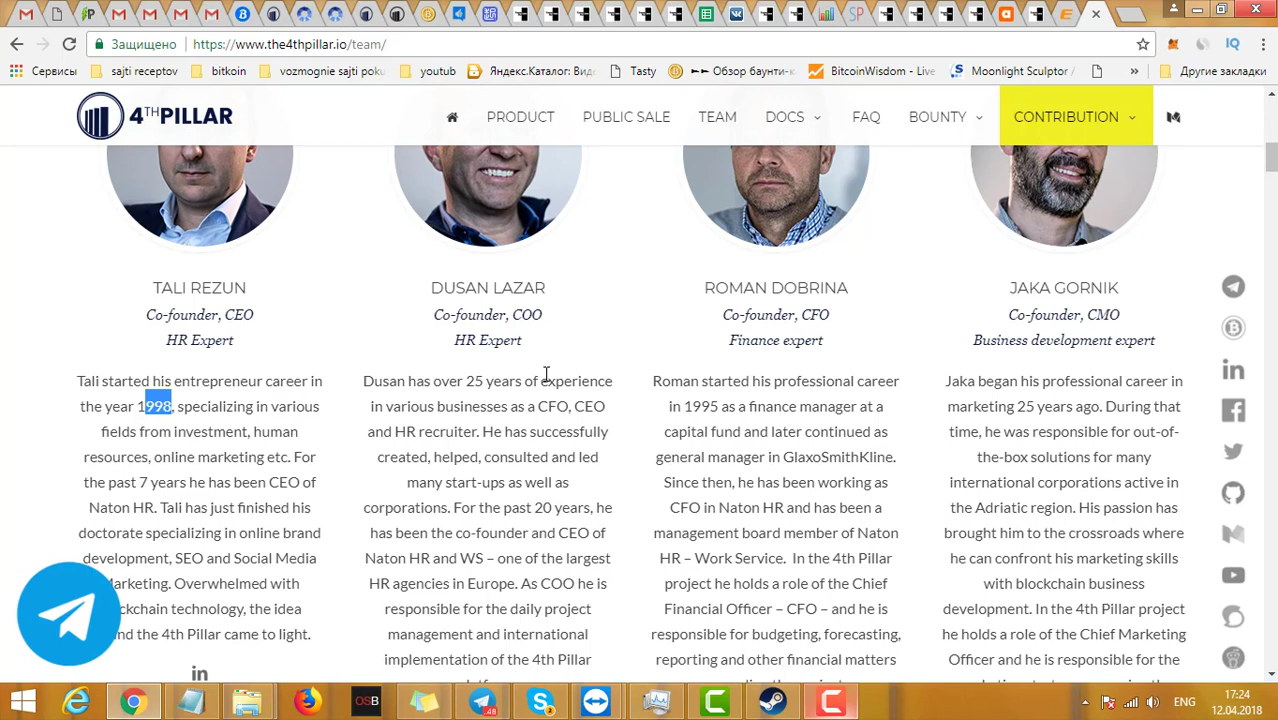 Защищено
https://www.the4thpillar.io/team/
Сервисы
sajti receptov
bitkoin
vozmognie sajti poku
youtub
Яндекс.Каталог: Вид
Tasty
►– Обзор баунти-к
BitcoinWisdom - Live
Moonlight Sculptor /
»
Другие закладки
4THPILLAR
PRODUCT
PUBLIC SALE
TEAM
DOCS
FAQ
BOUNTY
CONTRIBUTION
TALI REZUN
Co-founder, CEO
HR Expert
Tali started his entrepreneur career in
the year 1998, specializing in various
fields from investment, human
resources, online marketing etc. For
the past 7 years he has been CEO of
Naton HR. Tali has just finished his
doctorate specializing in online brand
development, SEO and Social Media
Marketing. Overwhelmed with
ckchain technology, the idea
nd the 4th Pillar came to light.
in
DUSAN LAZAR
Co-founder, COO
HR Expert
Dusan has over 25 years of experience
in various businesses as a CFO, CEO
and HR recruiter. He has successfully
created, helped, consulted and led
many start-ups as well as
corporations. For the past 20 years, he
has been the co-founder and CEO of
Naton HR and WS – one of the largest
HR agencies in Europe. As COO he is
responsible for the daily project
management and international
implementation of the 4th Pillar
ROMAN DOBRINA
Co-founder, CFO
Finance expert
Roman started his professional career
in 1995 as a finance manager at a
capital fund and later continued as
general manager in GlaxoSmithKline.
Since then, he has been working as
CFO in Naton HR and has been a
management board member of Naton
HR – Work Service. In the 4th Pillar
project he holds a role of the Chief
Financial Officer – CFO – and he is
responsible for budgeting, forecasting,
reporting and other financial matters
JAKA GORNIK
Co-founder, CMO
Business development expert
Jaka began his professional career in
marketing 25 years ago. During that
time, he was responsible for out-of-
the-box solutions for many
international corporations active in
the Adriatic region. His passion has
brought him to the crossroads where
he can confront his marketing skills
with blockchain business
development. In the 4th Pillar project
he holds a role of the Chief Marketing
Officer and he is responsible for the
OSB
48
ENG
17:24
12.04.2018